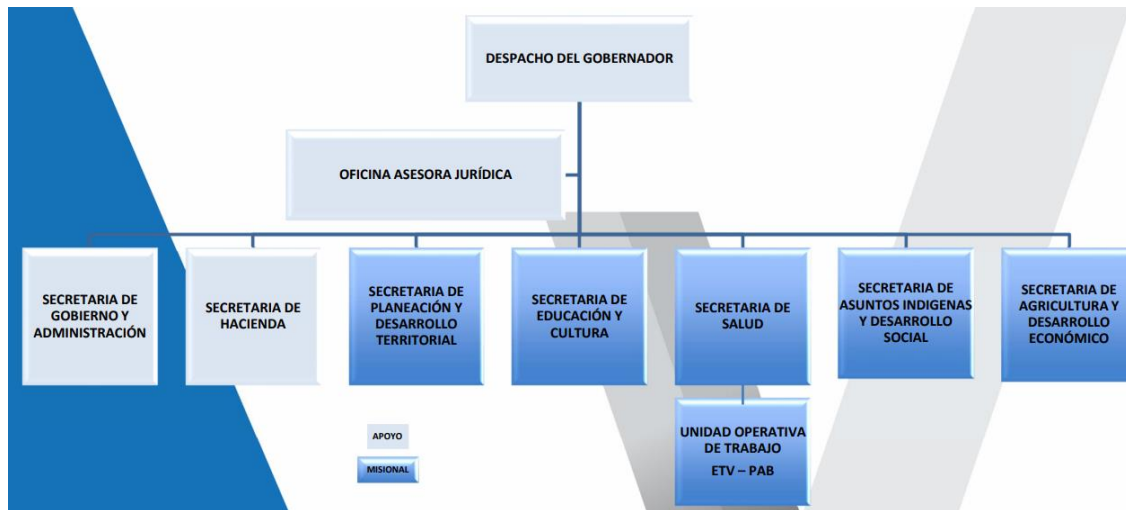 DESPACHO DEL GOBERNADOR
OFICINA ASESORA JURÍDICA
SECRETARIA DE
GOBIERNO Y
ADMINISTRACIÓN
SECRETARIA DE
HACIENDA
SECRETARIA DE
PLANEACIÓN Y
DESARROLLO
TERRITORIAL
SECRETARIA DE
EDUCACIÓN Y
CULTURA
SECRETARIA DE
SALUD
SECRETARIA DE
ASUNTOS INDIGENAS
Y DESARROLLO
SOCIAL
SECRETARIA DE
AGRICULTURA Y
DESARROLLO
ECONÓMICO
UNIDAD OPERATIVA
DE TRABAJO
ETV – PAB
APOYO
MISIONAL